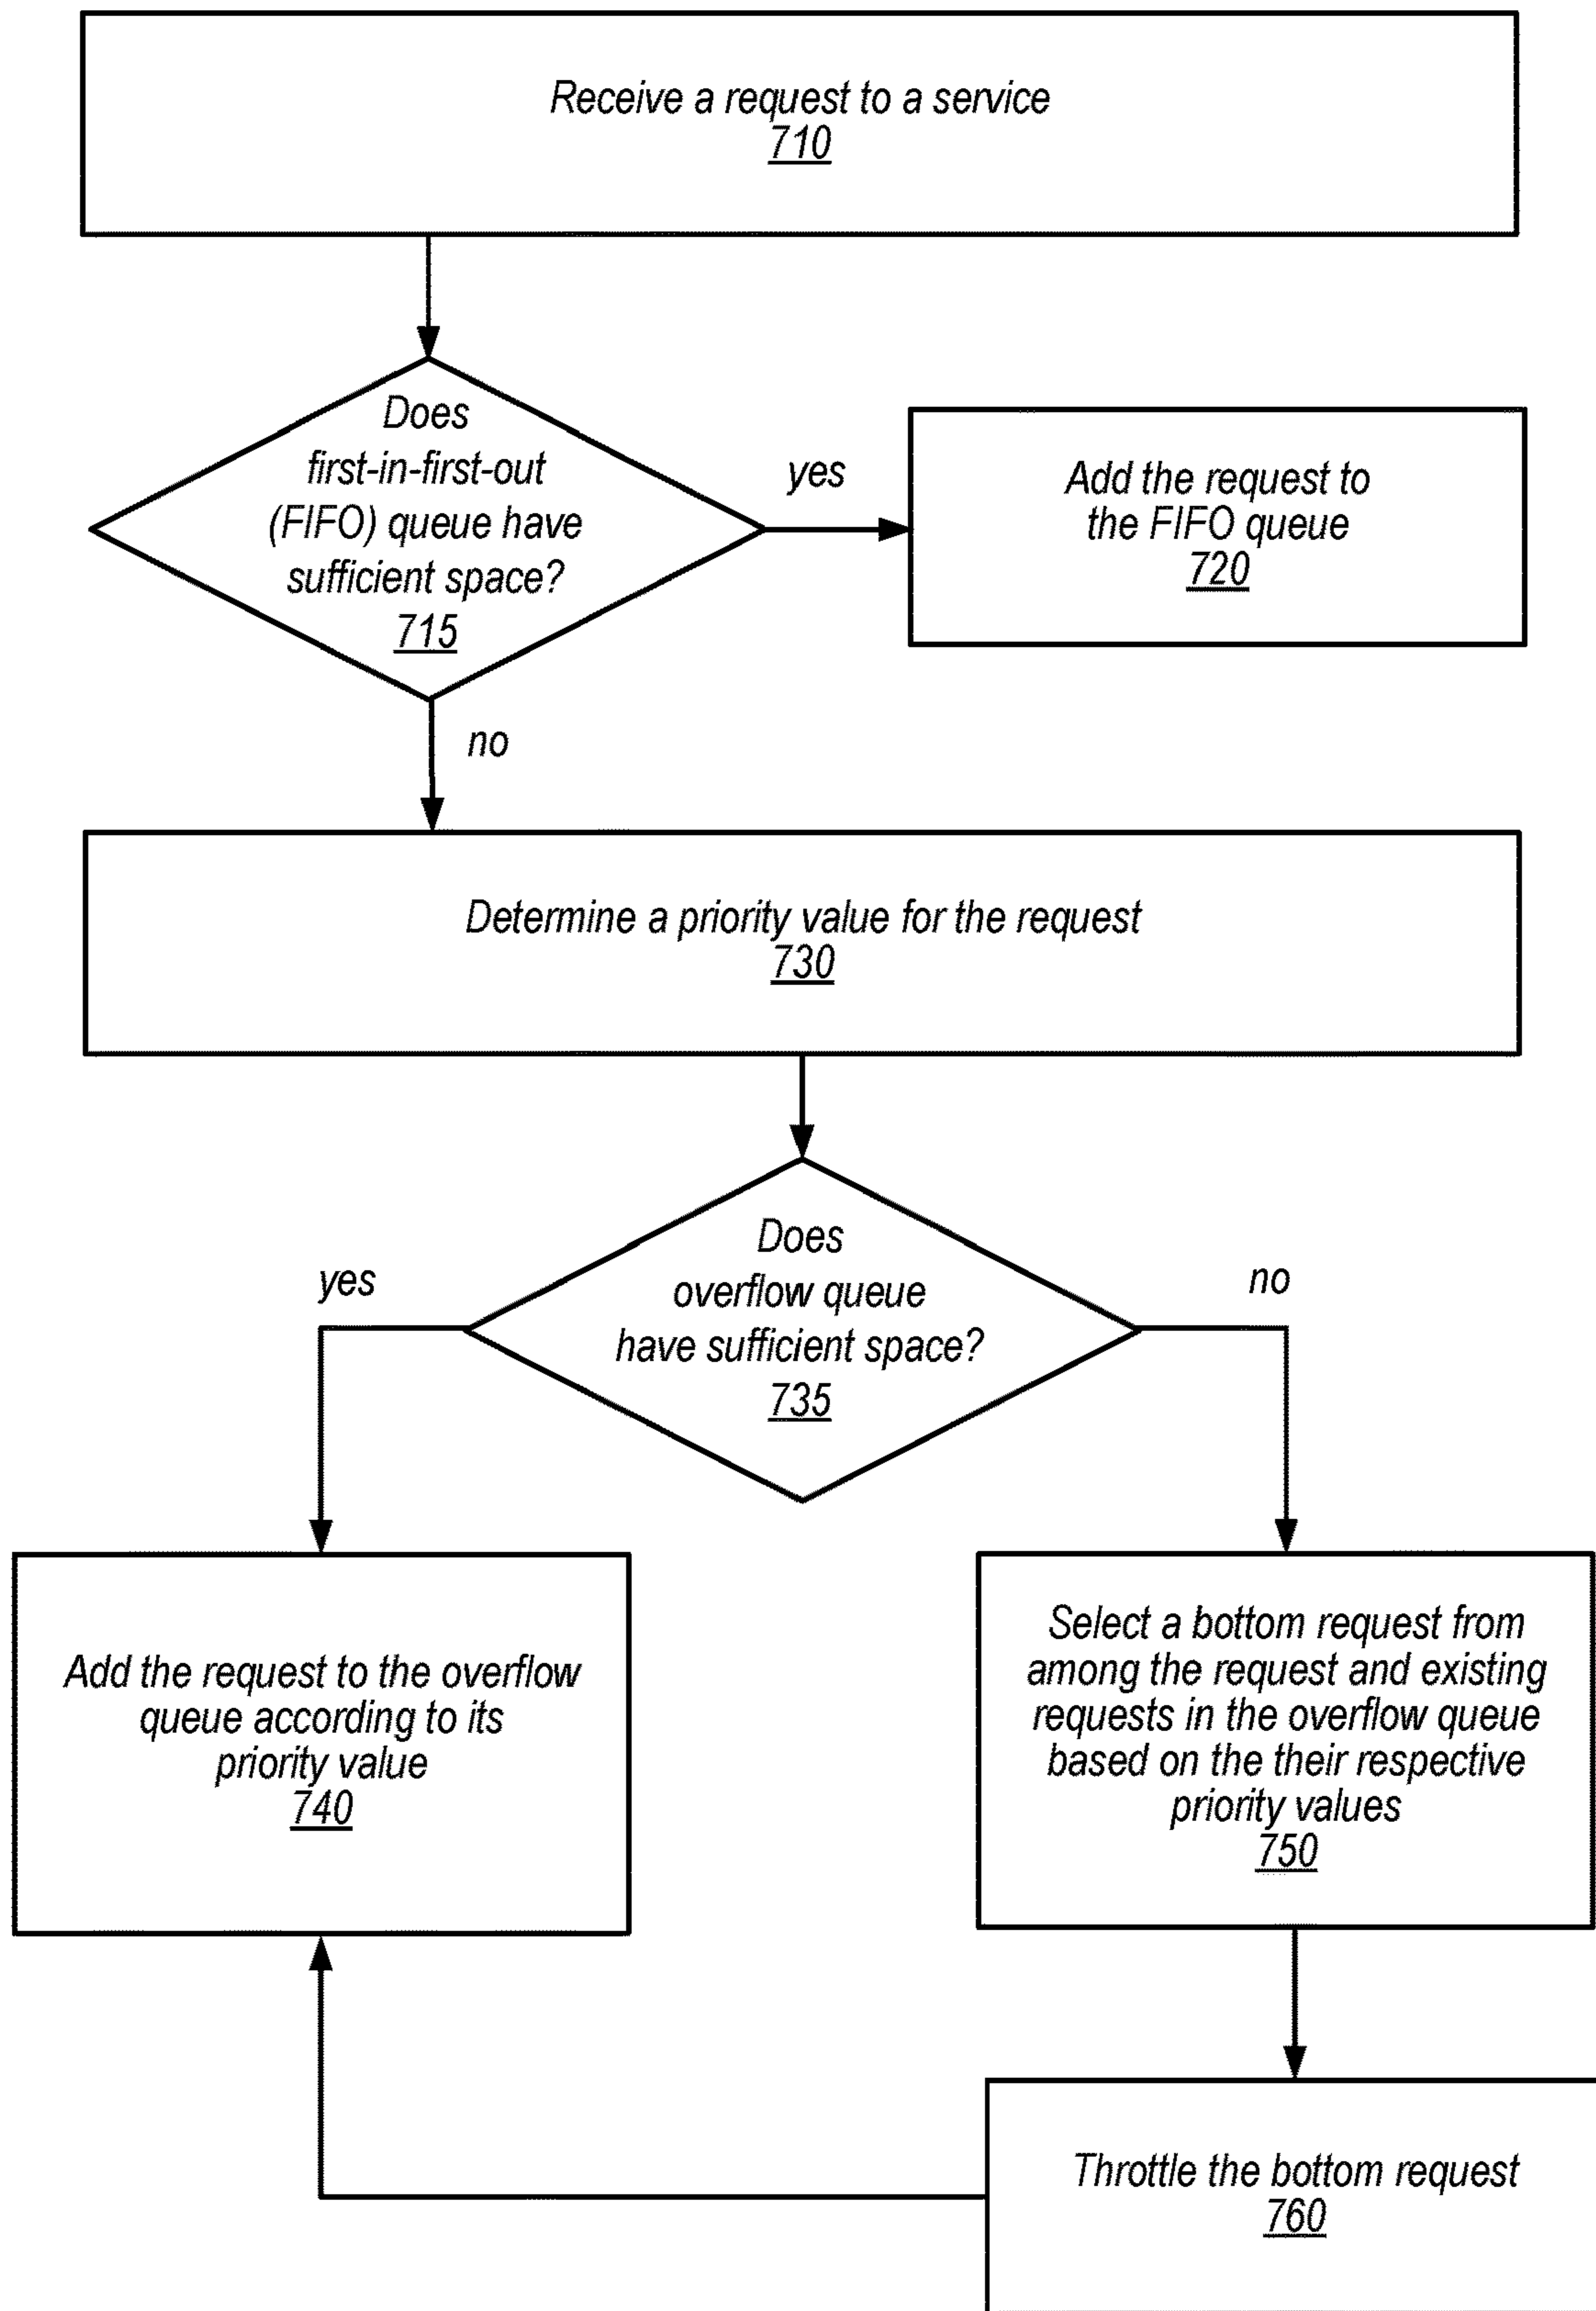 Receive a request to a service
710
Does
first-in-first-out
(FIFO) queue have
sufficient space?
715
yes
Add the request to
the FIFO queue
720
no
Determine a priority value for the request
730
Does
overflow queue
have sufficient space?
735
yes
no
Add the request to the overflow
queue according to its
priority value
740
Select a bottom request from
among the request and existing
requests in the overflow queue
based on the their respective
priority values
750
Throttle the bottom request
760